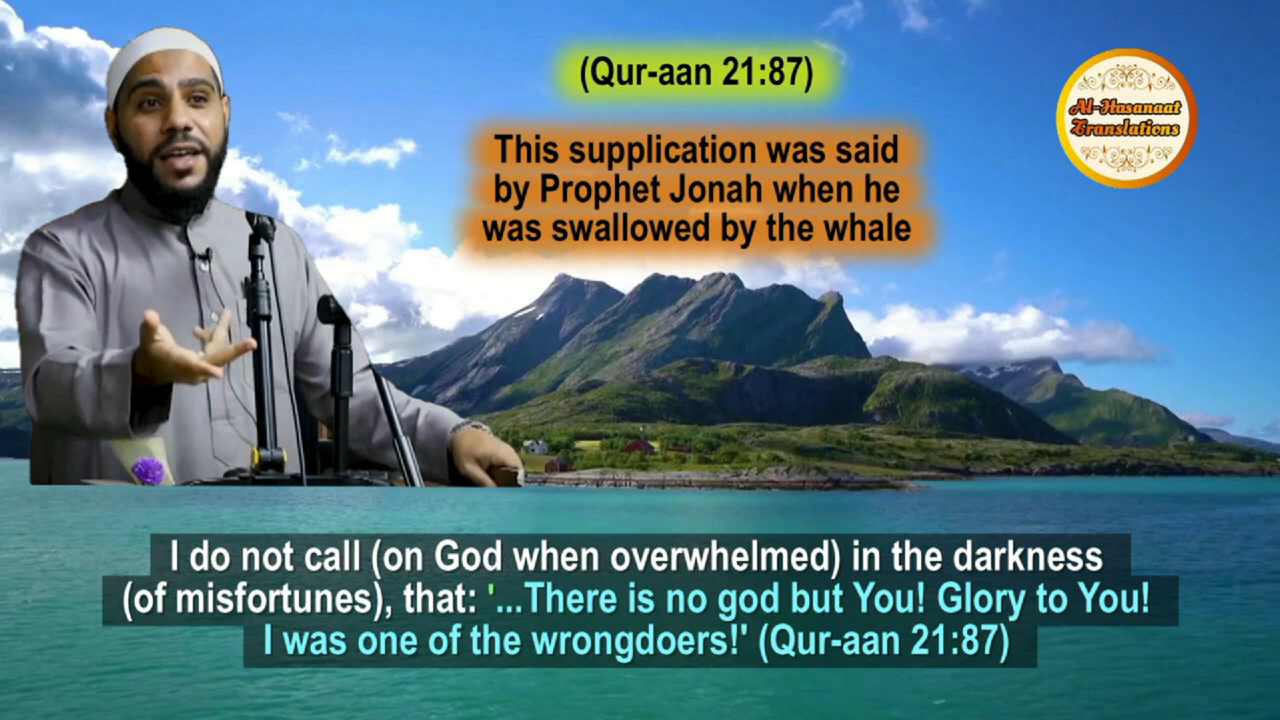 (Qur-aan 21:87)
This supplication was said
by Prophet Jonah when he
was swallowed by the whale
Al-Hasanaat
Translations
I do not call (on God when overwhelmed) in the darkness
(of misfortunes), that: '...There is no god but You! Glory to You!
I was one of the wrongdoers!' (Qur-aan 21:87)